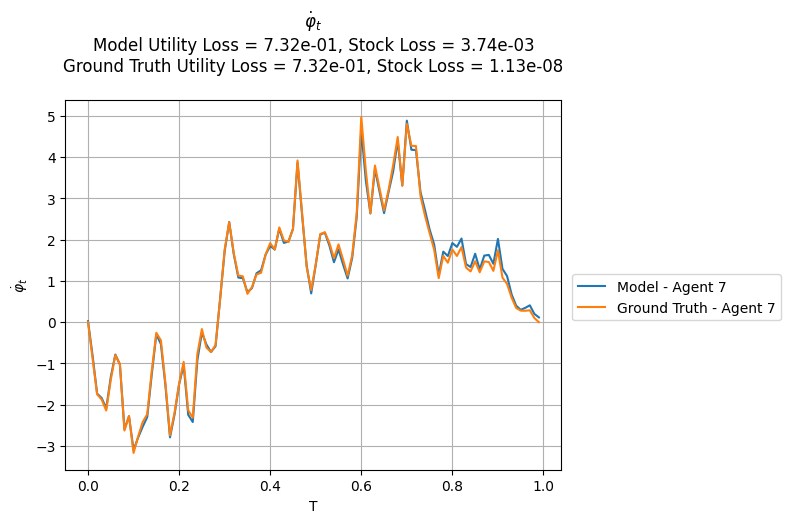 φ̇ₜ
Model Utility Loss = 7.32e-01, Stock Loss = 3.74e-03
Ground Truth Utility Loss = 7.32e-01, Stock Loss = 1.13e-08
5
4
3
2
1
0
−1
−2
−3
φ̇ₜ
0.0 0.2 0.4 0.6 0.8 1.0
T
Model - Agent 7
Ground Truth - Agent 7